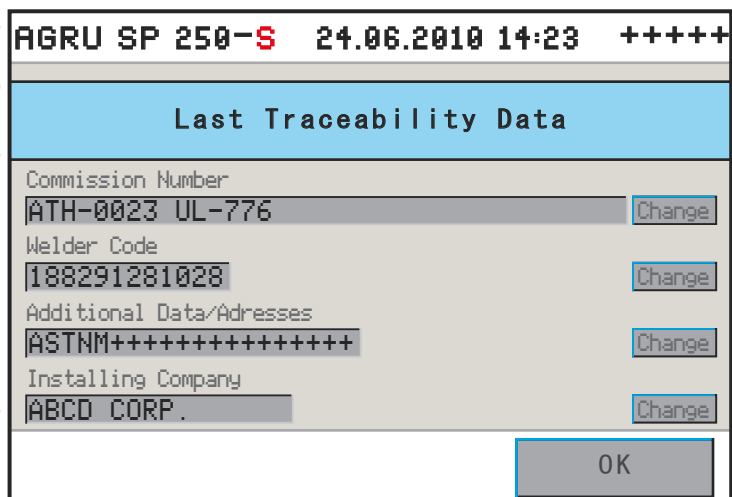 AGRU SP 250-S 24.06.2010 14:23 +++++
Last Traceability Data
Commission Number
ATH-0023 UL-776 Change
Welder Code
188291281028 Change
Additional Data/Adresses
ASTNM+++++++++++++++ Change
Installing Company
ABCD CORP. Change
OK